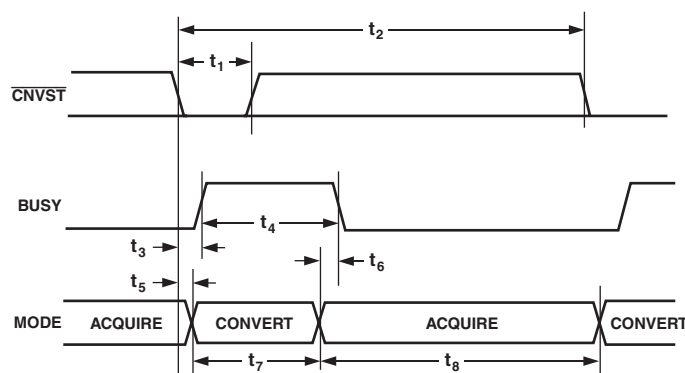 t2
t1
CNVST
BUSY
t4
t3
t6
t5
MODE ACQUIRE CONVERT ACQUIRE CONVERT
t7 t8